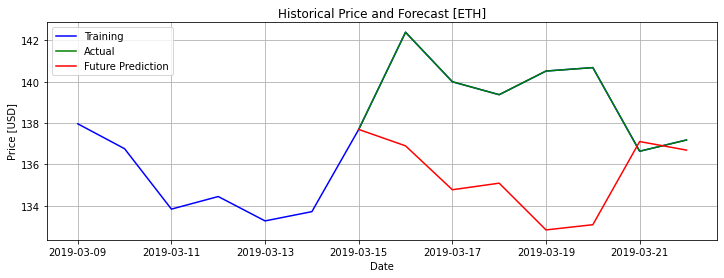 Historical Price and Forecast [ETH]
Training
Actual
Future Prediction
Price [USD]
142
140
138
136
134
2019-03-09
2019-03-11
2019-03-13
2019-03-15
2019-03-17
2019-03-19
2019-03-21
Date